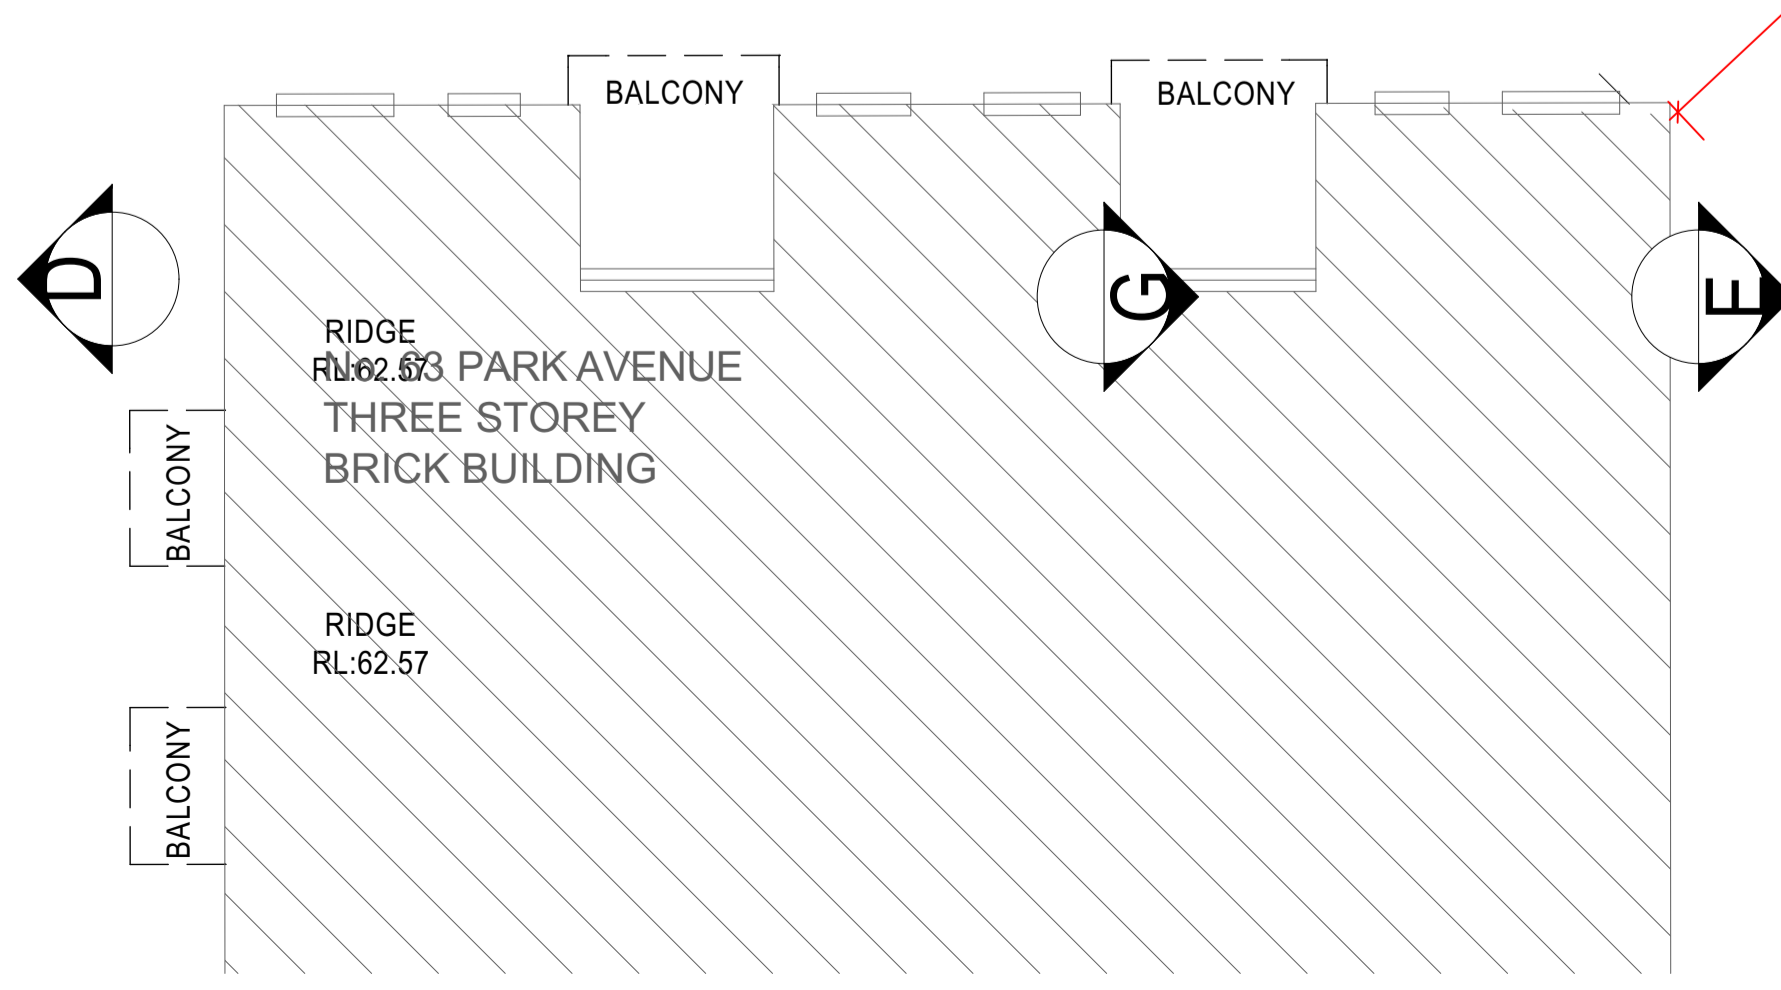 BALCONY
BALCONY
D
G
E
RIDGE
RL:62.57
No. 63 PARK AVENUE
THREE STOREY
BRICK BUILDING
BALCONY
RIDGE
RL:62.57
BALCONY